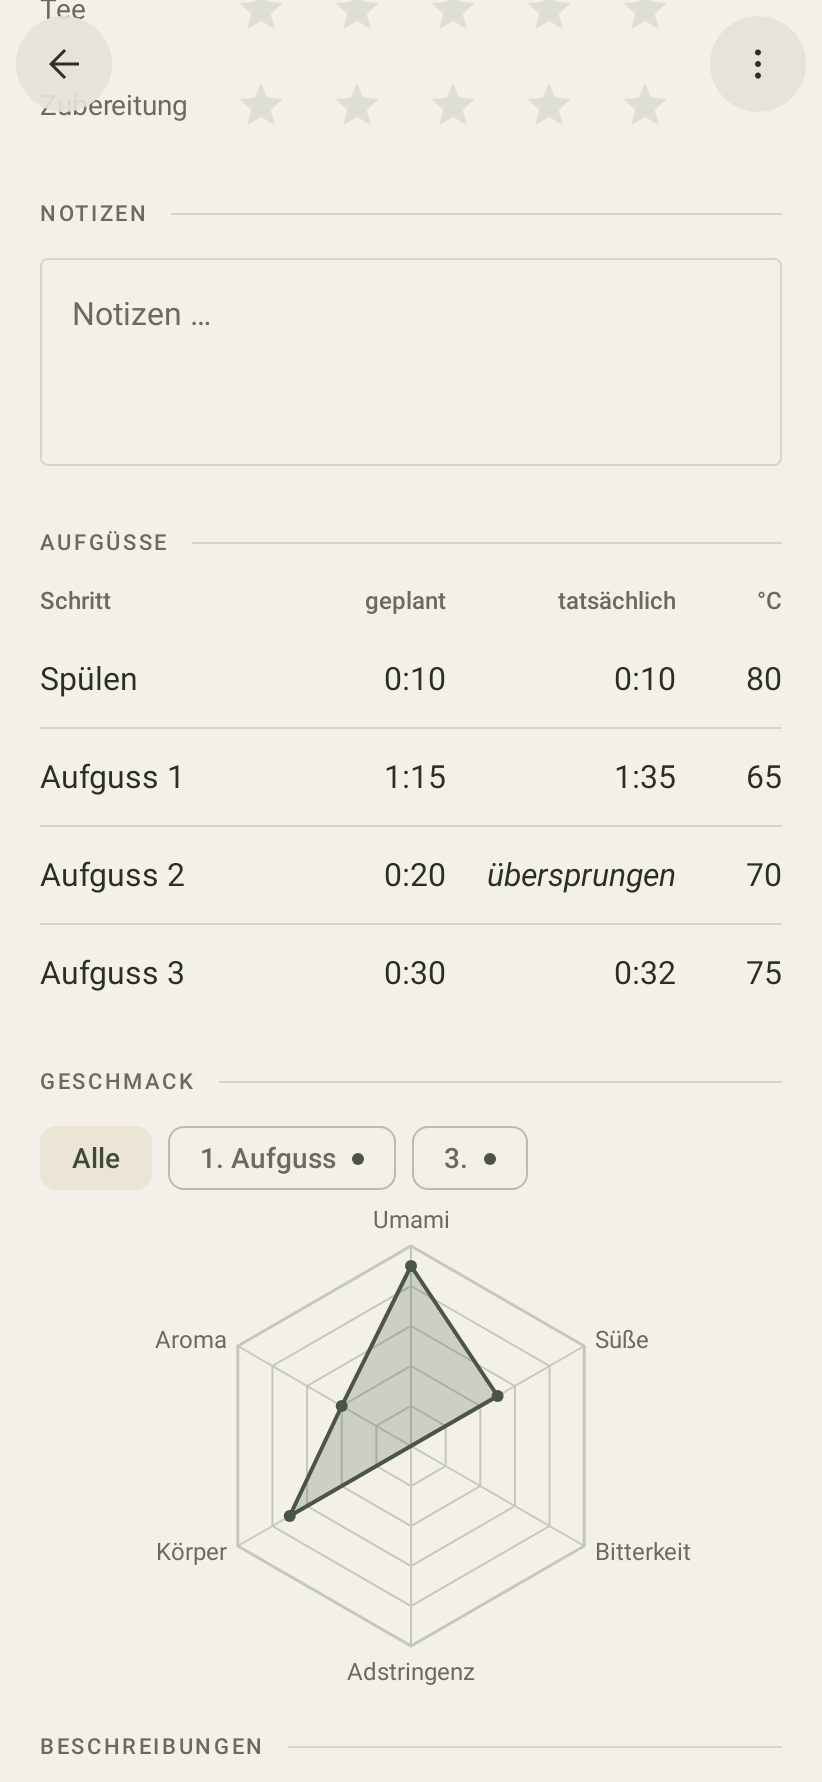 Tee
Zubereitung
NOTIZEN
Notizen …
AUFGÜSSE
Schritt geplant tatsächlich °C
Spülen 0:10 0:10 80
Aufguss 1 1:15 1:35 65
Aufguss 2 0:20 übersprungen 70
Aufguss 3 0:30 0:32 75
GESCHMACK
Alle 1. Aufguss 3.
Umami
Aroma Süße
Körper Bitterkeit
Adstringenz
BESCHREIBUNGEN